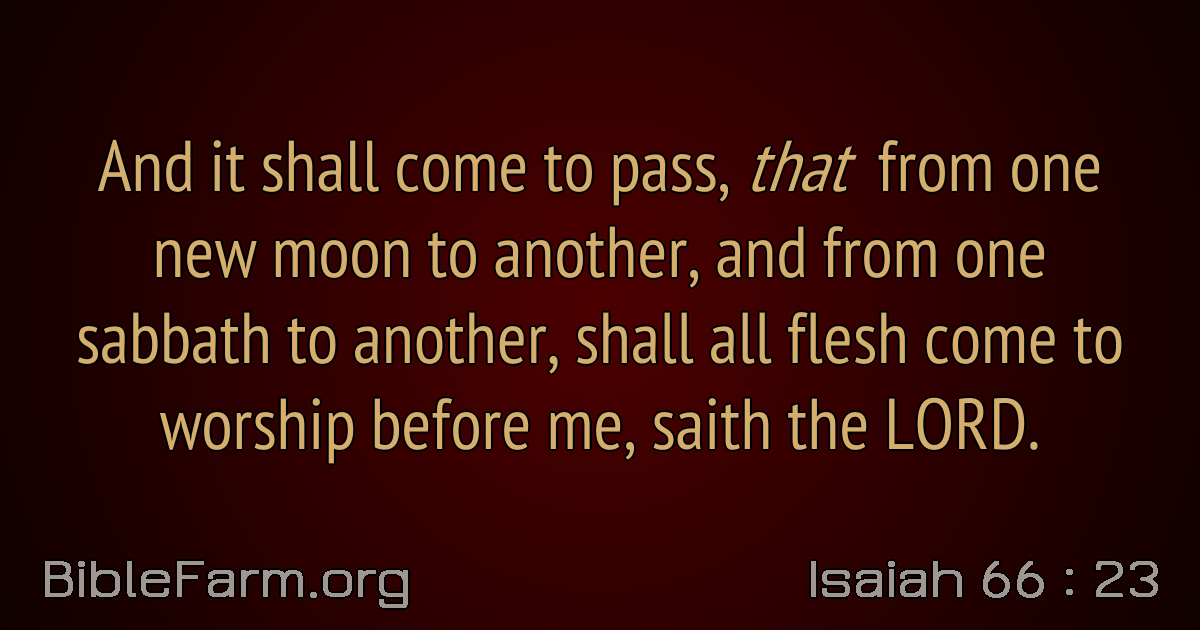 And it shall come to pass, that from one
new moon to another, and from one
sabbath to another, shall all flesh come to
worship before me, saith the LORD.
BibleFarm.org
Isaiah 66 : 23